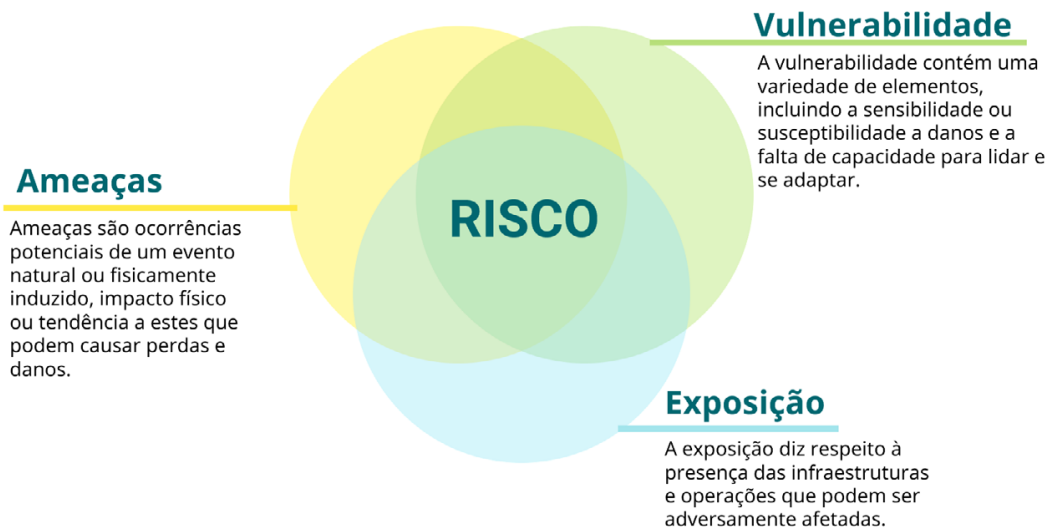 Vulnerabilidade
A vulnerabilidade contém uma
variedade de elementos,
incluindo a sensibilidade ou
susceptibilidade a danos e a
falta de capacidade para lidar e
se adaptar.
Ameaças
Ameaças são ocorrências
potenciais de um evento
natural ou fisicamente
induzido, impacto físico
ou tendência a estes que
podem causar perdas e
danos.
RISCO
Exposição
A exposição diz respeito à
presença das infraestruturas
e operações que podem ser
adversamente afetadas.